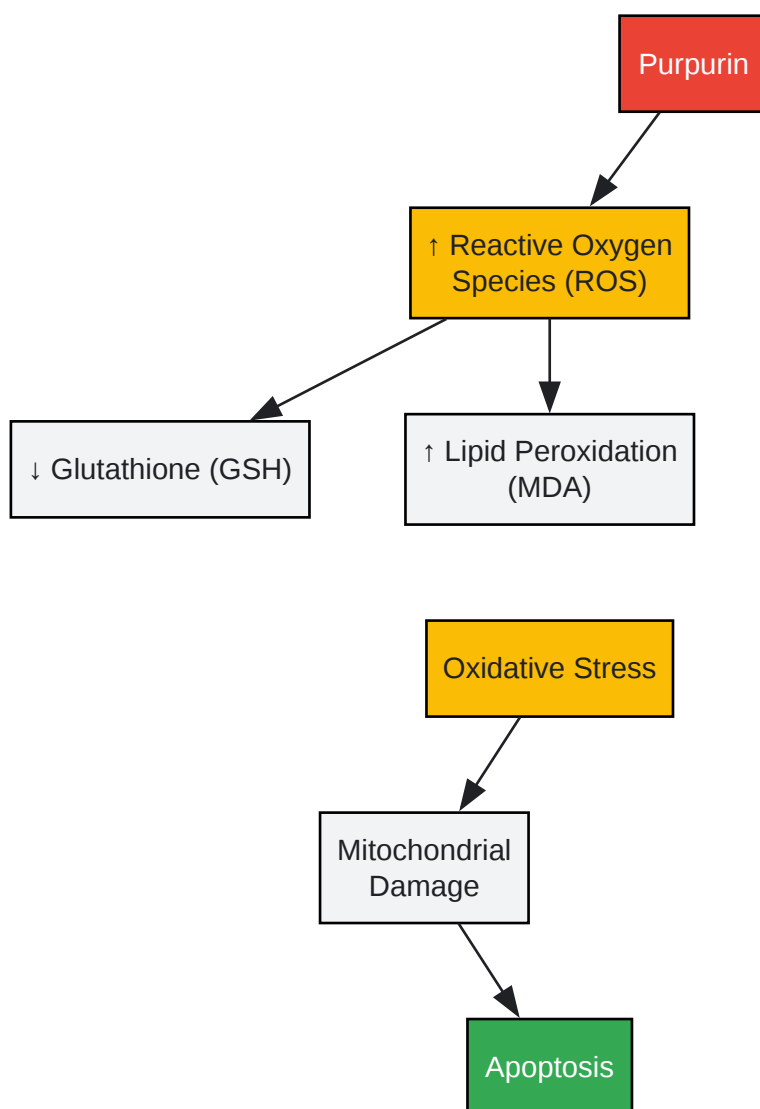 Purpurin
↑ Reactive Oxygen
Species (ROS)
↓ Glutathione (GSH)
↑ Lipid Peroxidation
(MDA)
Oxidative Stress
Mitochondrial
Damage
Apoptosis